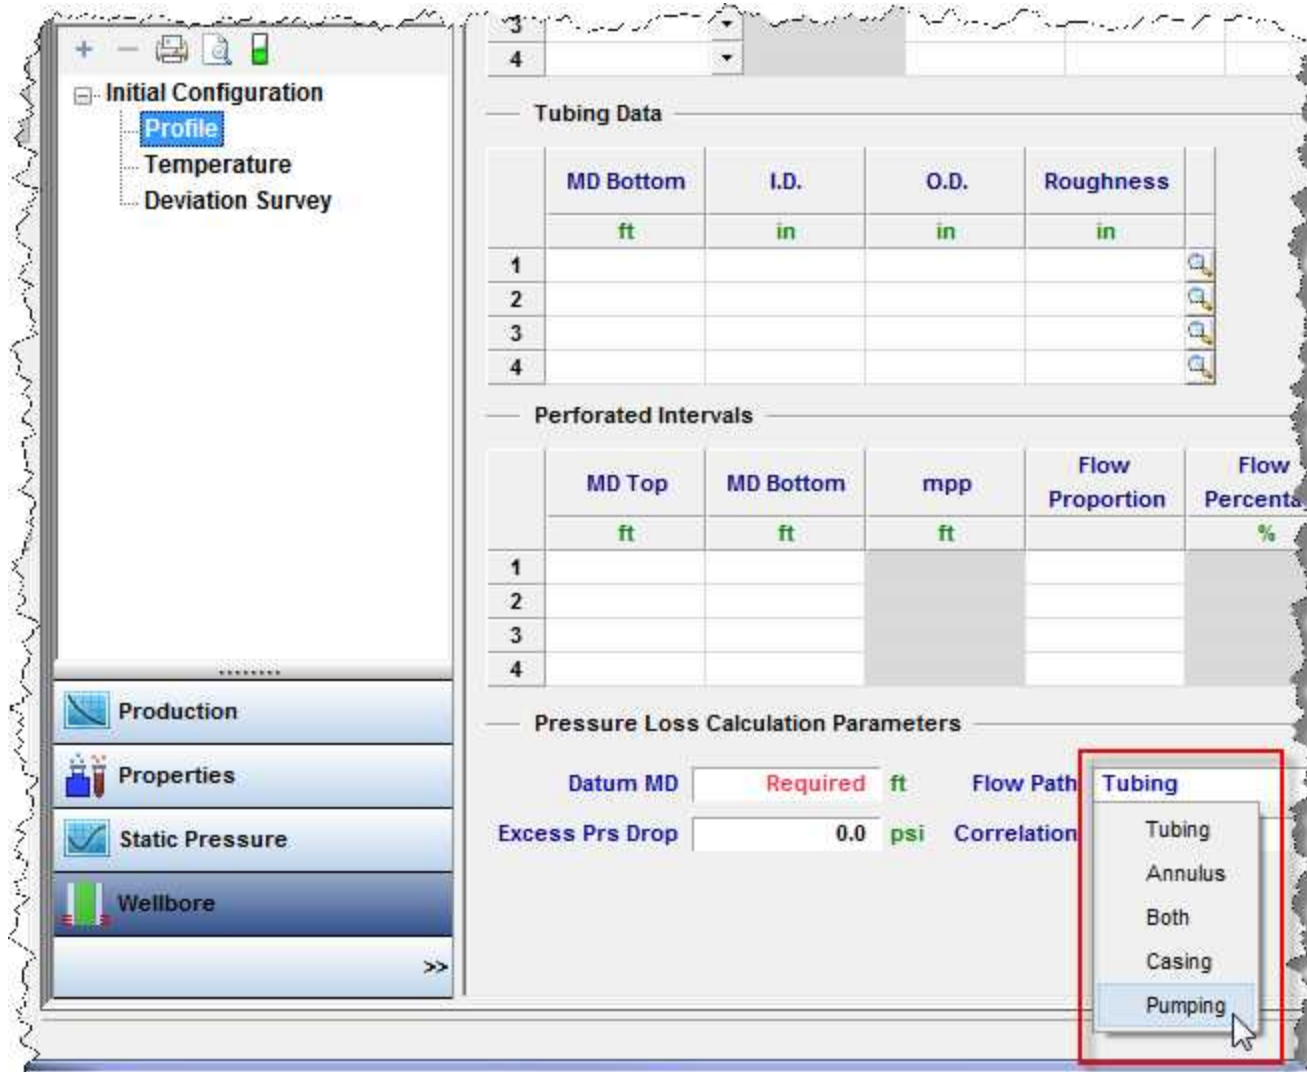 Initial Configuration
Profile
Temperature
Deviation Survey
Production
Properties
Static Pressure
Wellbore
>>
3
4
Tubing Data
MD Bottom I.D. O.D. Roughness
ft in in in
1
2
3
4
Perforated Intervals
MD Top MD Bottom mpp Flow Proportion Flow Percenta
ft ft ft %
1
2
3
4
Pressure Loss Calculation Parameters
Datum MD Required ft Flow Path Tubing
Excess Prs Drop 0.0 psi Correlation
Tubing
Annulus
Both
Casing
Pumping